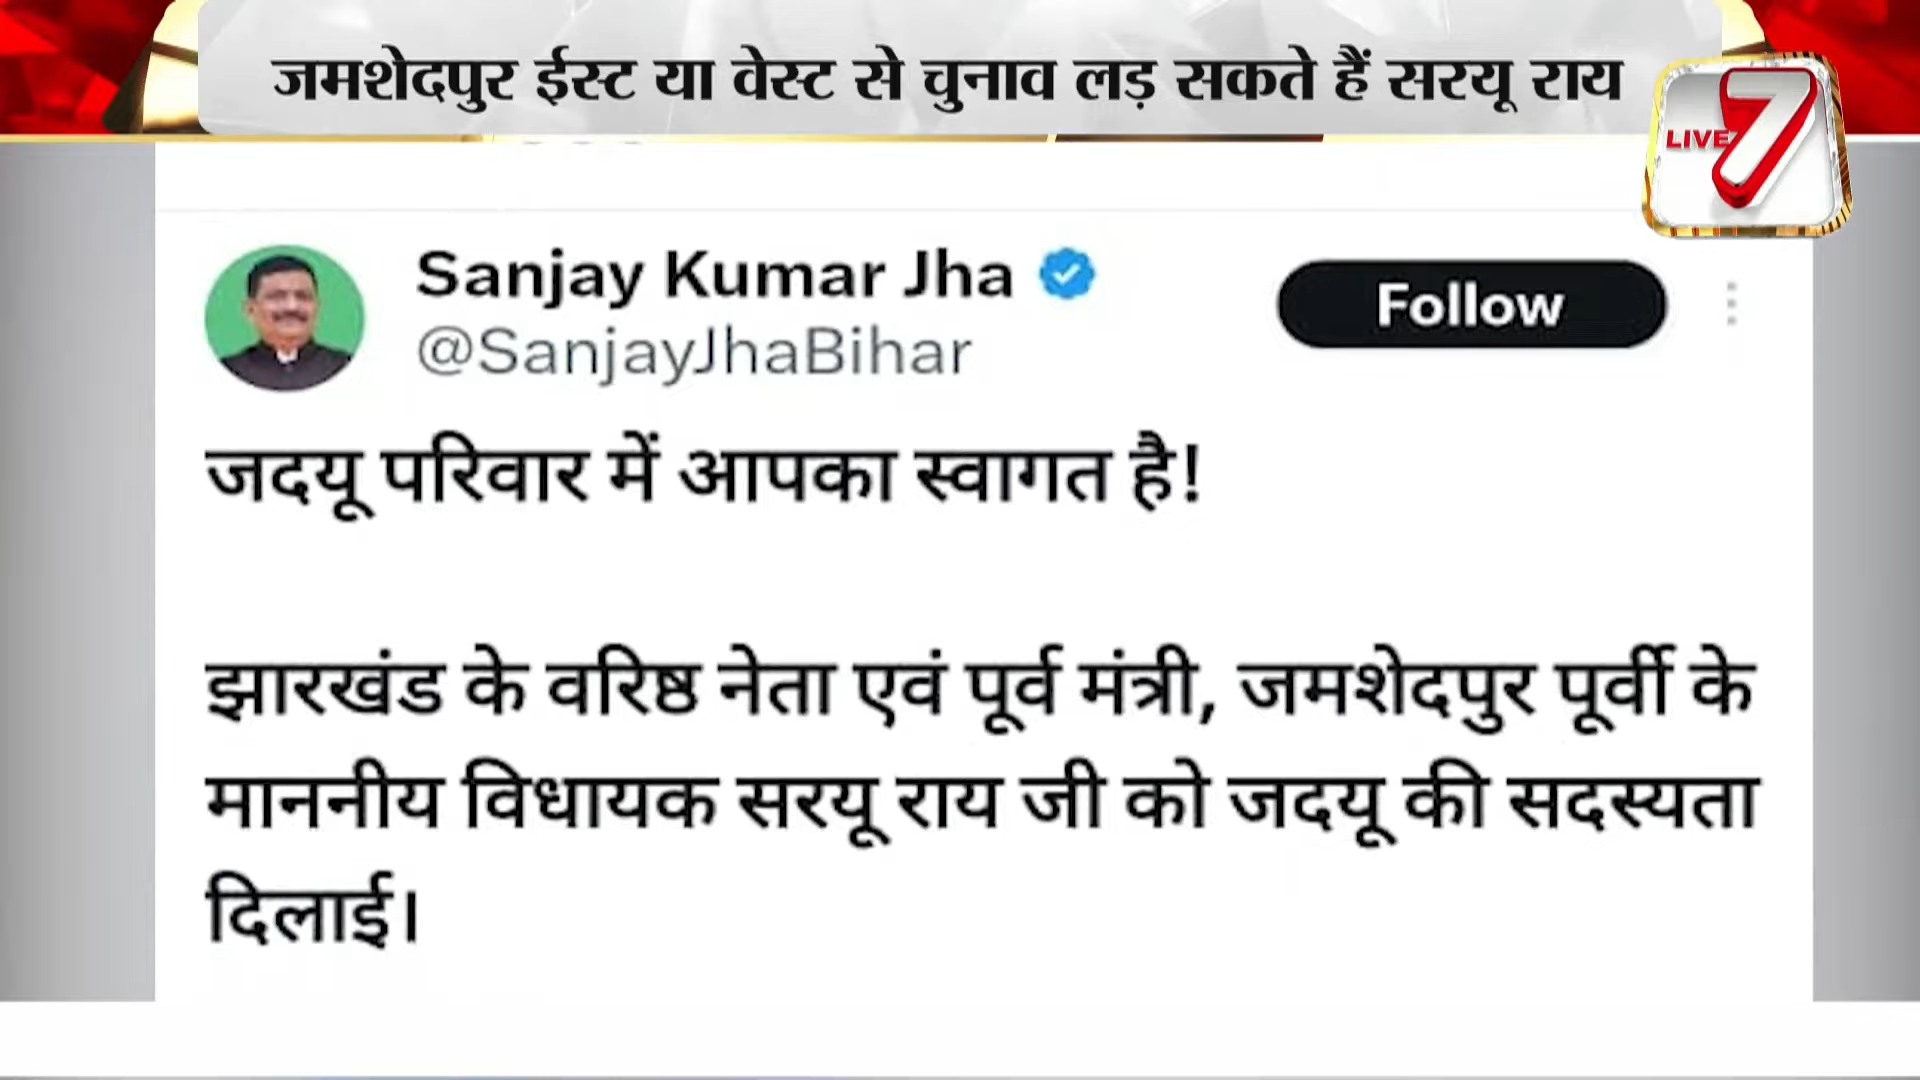 जमशेदपुर ईस्ट या वेस्ट से चुनाव लड़ सकते हैं सरयू राय
LIVE 7
Sanjay Kumar Jha
Follow
@SanjayJhaBihar
जदयू परिवार में आपका स्वागत है!
झारखंड के वरिष्ठ नेता एवं पूर्व मंत्री, जमशेदपुर पूर्वी के
माननीय विधायक सरयू राय जी को जदयू की सदस्यता
दिलाई।